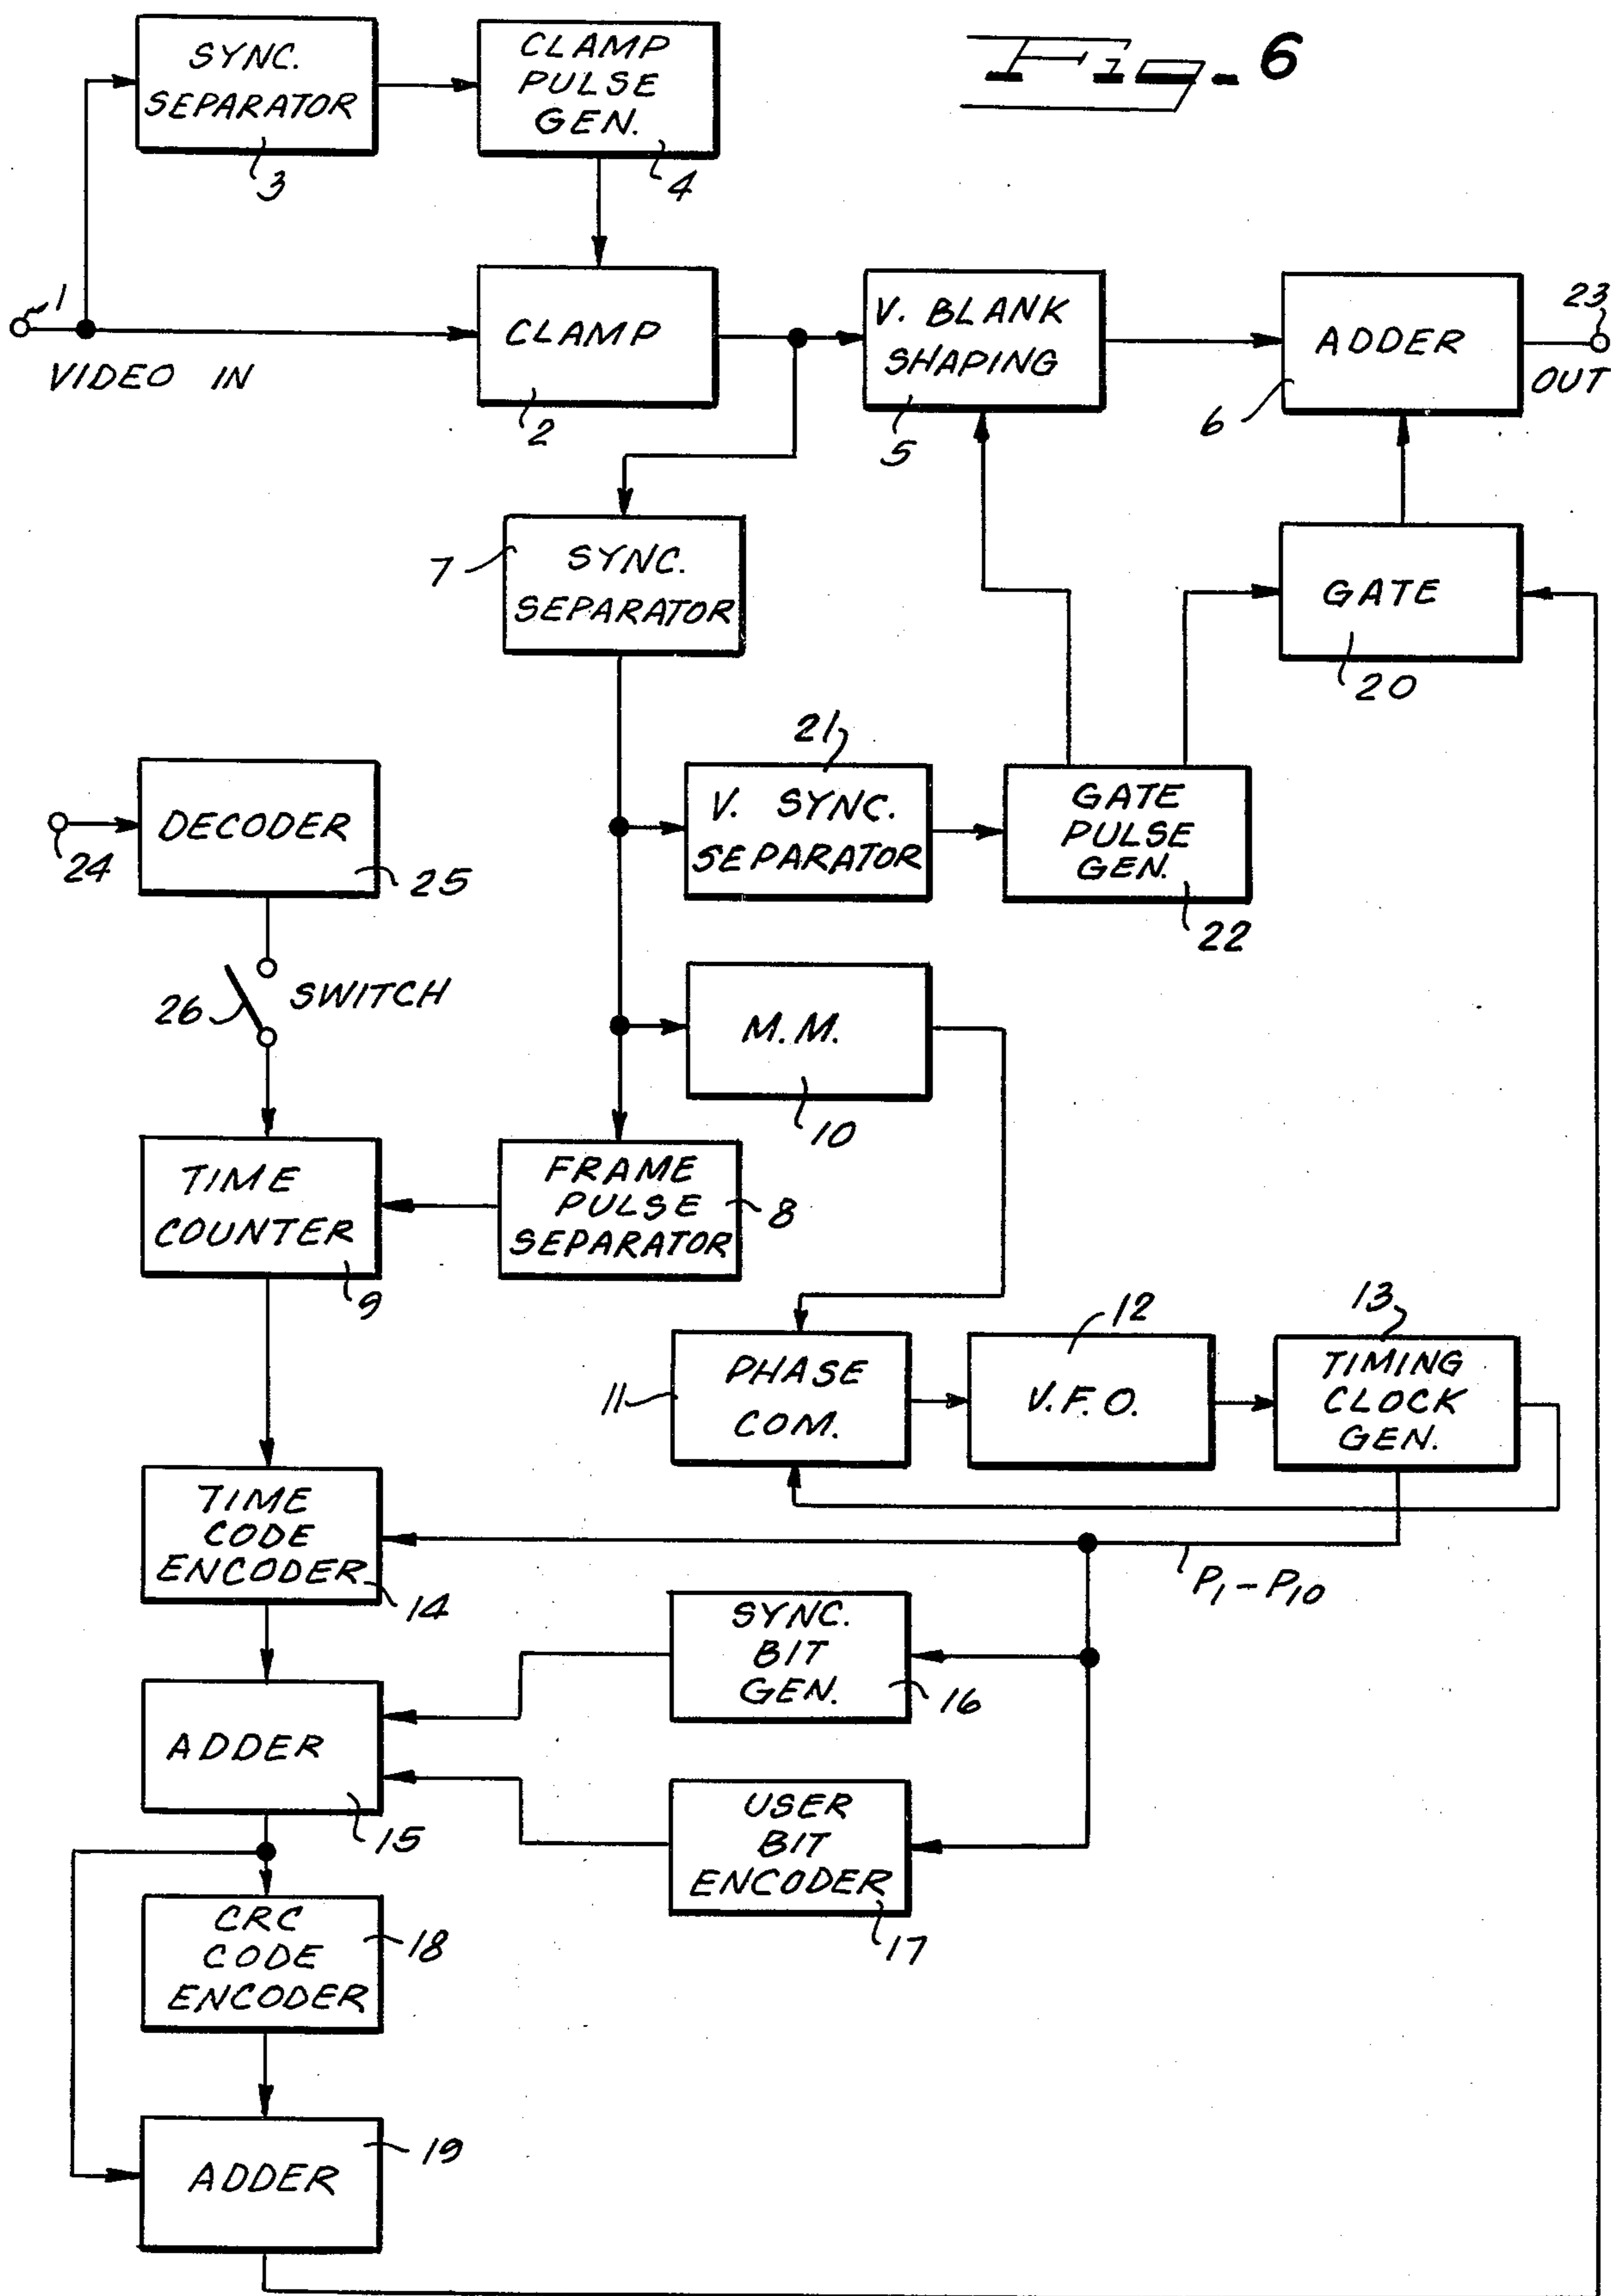 Fig. 6
SYNC.
SEPARATOR
3
CLAMP
PULSE
GEN.
4
1
VIDEO IN
CLAMP
2
V. BLANK
SHAPING
5
ADDER
6
23
OUT
7
SYNC.
SEPARATOR
GATE
20
21
V. SYNC.
SEPARATOR
GATE
PULSE
GEN.
22
24
DECODER
25
26
SWITCH
M.M.
10
TIME
COUNTER
9
FRAME
PULSE
SEPARATOR
8
11
PHASE
COM.
12
V.F.O.
13
TIMING
CLOCK
GEN.
TIME
CODE
ENCODER
14
P1-P10
SYNC.
BIT
GEN.
16
ADDER
15
USER
BIT
ENCODER
17
CRC
CODE
ENCODER
18
ADDER
19